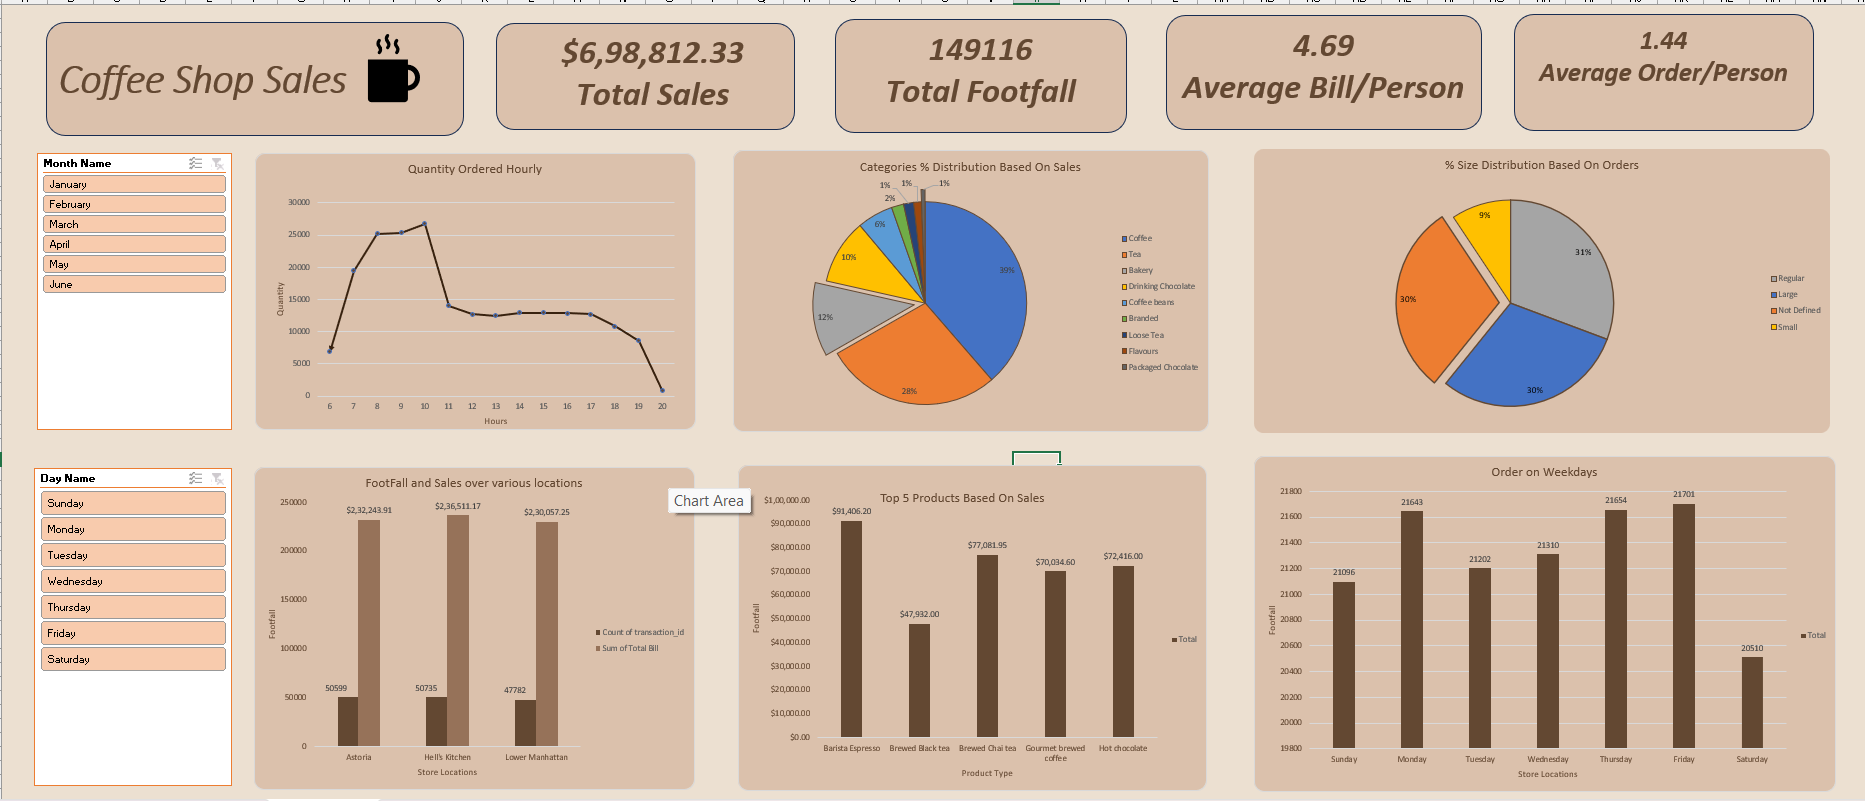 Coffee Shop Sales
$6,98,812.33
Total Sales
149116
Total Footfall
4.69
Average Bill/Person
1.44
Average Order/Person
Month Name
January
February
March
April
May
June
Quantity Ordered Hourly
30000
25000
20000
15000
10000
5000
0
Quantity
6 7 8 9 10 11 12 13 14 15 16 17 18 19 20
Hours
Categories % Distribution Based On Sales
1% 1% 1%
2%
6%
10%
39%
12%
28%
Coffee
Tea
Bakery
Drinking Chocolate
Coffee beans
Branded
Loose Tea
Flavours
Packaged Chocolate
% Size Distribution Based On Orders
9%
31%
30%
30%
Regular
Large
Not Defined
Small
Day Name
Sunday
Monday
Tuesday
Wednesday
Thursday
Friday
Saturday
FootFall and Sales over various locations
250000
200000
150000
100000
50000
0
Footfall
$2,32,243.91
$2,36,511.17
$2,30,057.25
50599
50735
47782
Astoria
Hell's Kitchen
Lower Manhattan
Store Locations
Count of transaction_id
Sum of Total Bill
Chart Area
Top 5 Products Based On Sales
$1,00,000.00
$90,000.00
$80,000.00
$70,000.00
$60,000.00
$50,000.00
$40,000.00
$30,000.00
$20,000.00
$10,000.00
$0.00
Footfall
$91,406.20
$47,932.00
$77,081.95
$70,034.60
$72,416.00
Barista Espresso
Brewed Black tea
Brewed Chai tea
Gourmet brewed
coffee
Hot chocolate
Product Type
Total
Order on Weekdays
21800
21600
21400
21200
21000
20800
20600
20400
20200
20000
19800
Footfall
21096
21643
21202
21310
21654
21701
20510
Sunday
Monday
Tuesday
Wednesday
Thursday
Friday
Saturday
Store Locations
Total